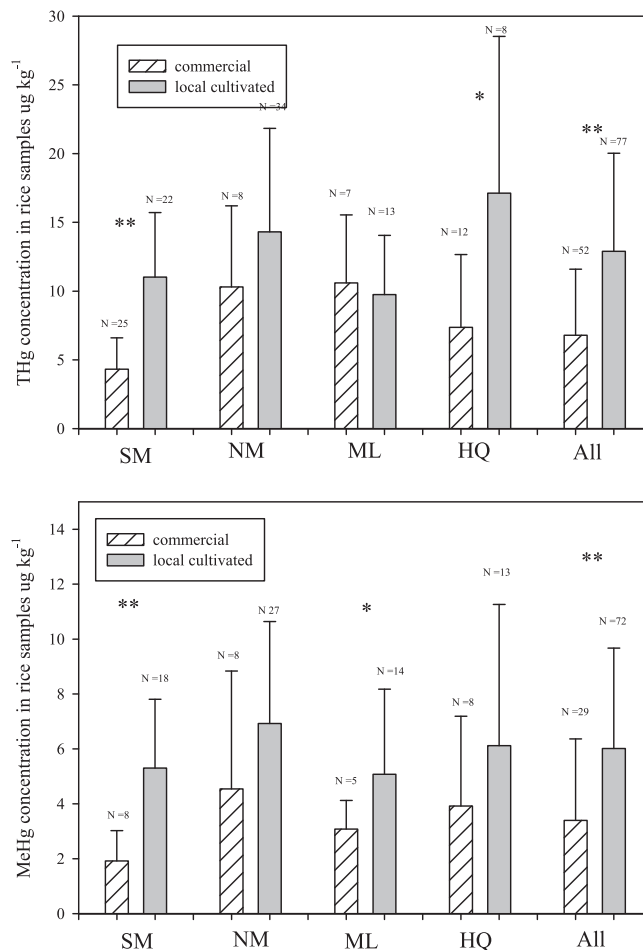 THg concentration in rice samples ug kg-1
30
25
20
15
10
5
0
commercial
local cultivated
N =25
**
N =22
N =8
N =34
N =7
N =13
N =12
*
N =8
N =52
**
N =77
SM NM ML HQ All
MeHg concentration in rice samples ug kg-1
14
12
10
8
6
4
2
0
commercial
local cultivated
N =8
**
N =18
N =8
N 27
N =5
*
N =14
N =8
N =13
N =29
**
N =72
SM NM ML HQ All